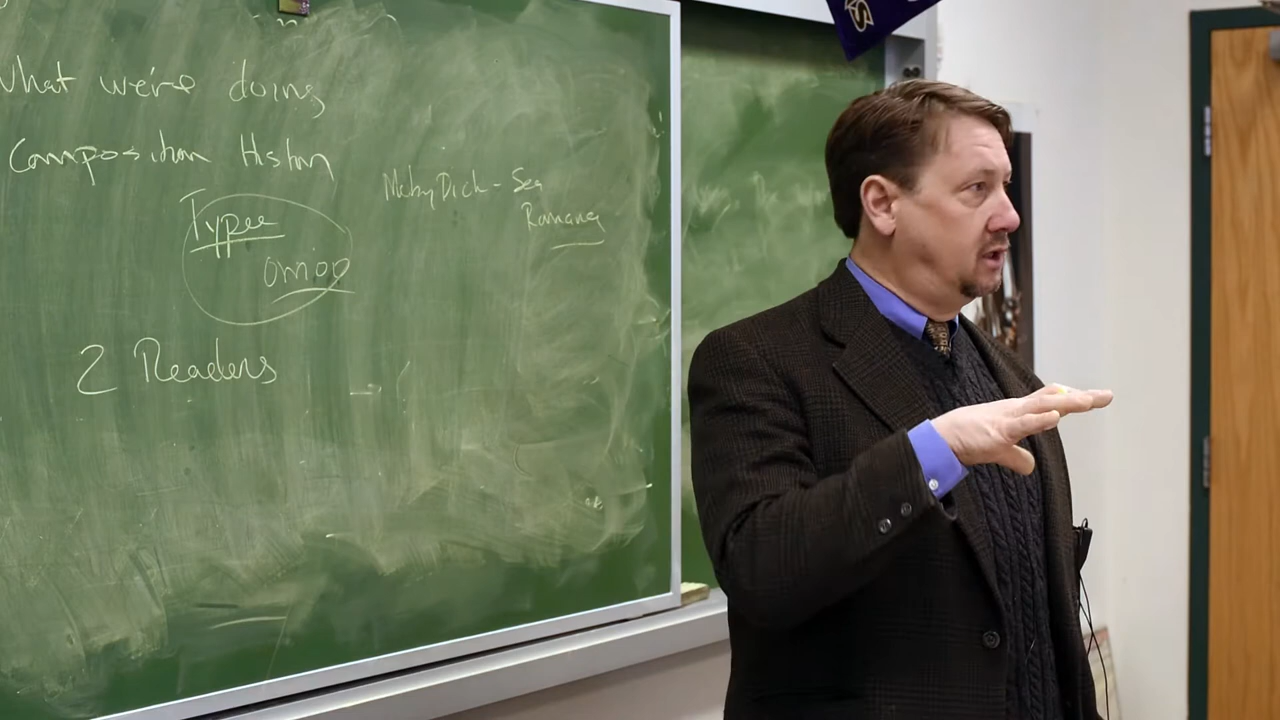 What we're doing
Composition History
Typee
Moby Dick - Sea
Romance
omoo
2 Readers